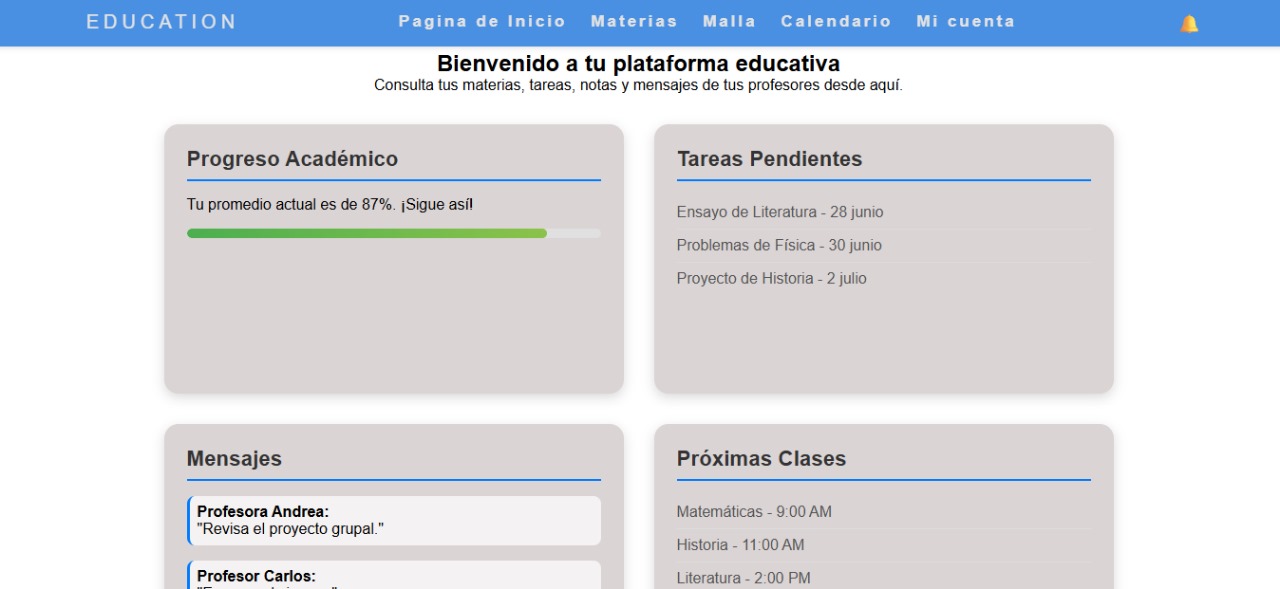 EDUCATION
Pagina de Inicio Materias Malla Calendario Mi cuenta
Bienvenido a tu plataforma educativa
Consulta tus materias, tareas, notas y mensajes de tus profesores desde aquí.
Progreso Académico
Tu promedio actual es de 87%. ¡Sigue así!
Tareas Pendientes
Ensayo de Literatura - 28 junio
Problemas de Física - 30 junio
Proyecto de Historia - 2 julio
Mensajes
Profesora Andrea:
"Revisa el proyecto grupal."
Profesor Carlos:
Próximas Clases
Matemáticas - 9:00 AM
Historia - 11:00 AM
Literatura - 2:00 PM